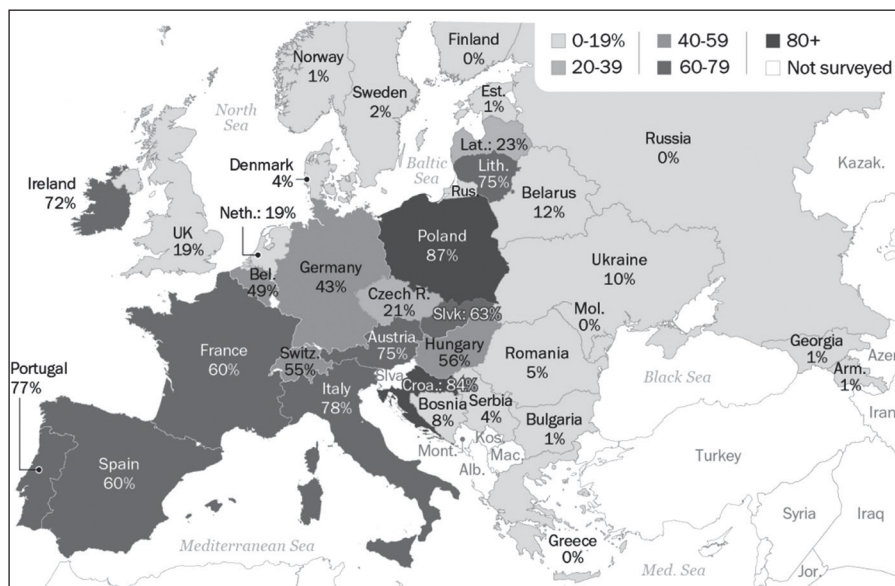 0-19%
20-39
40-59
60-79
80+
Not surveyed
Finland
0%
Norway
1%
Sweden
2%
Est.
1%
North
Sea
Russia
0%
Lat.: 23%
Kazak.
Denmark
4%
Baltic
Sea
Lith.
75%
Ireland
72%
Rus
Belarus
12%
Neth.: 19%
UK
19%
Poland
87%
Ukraine
10%
Bel.
49%
Germany
43%
Czech R.
21%
Slvk: 63%
Mol.
0%
Austria
75%
Hungary
56%
France
60%
Switz.
55%
Romania
5%
Georgia
1%
Azer
Portugal
77%
Slva
Croa.: 84%
Arm.
1%
Italy
78%
Bosnia
8%
Serbia
4%
Black Sea
Iran
Bulgaria
1%
Mont.
Kos.
Mac.
Alb.
Turkey
Spain
60%
Syria
Iraq
Greece
0%
Mediterranean Sea
Med. Sea
Jor.